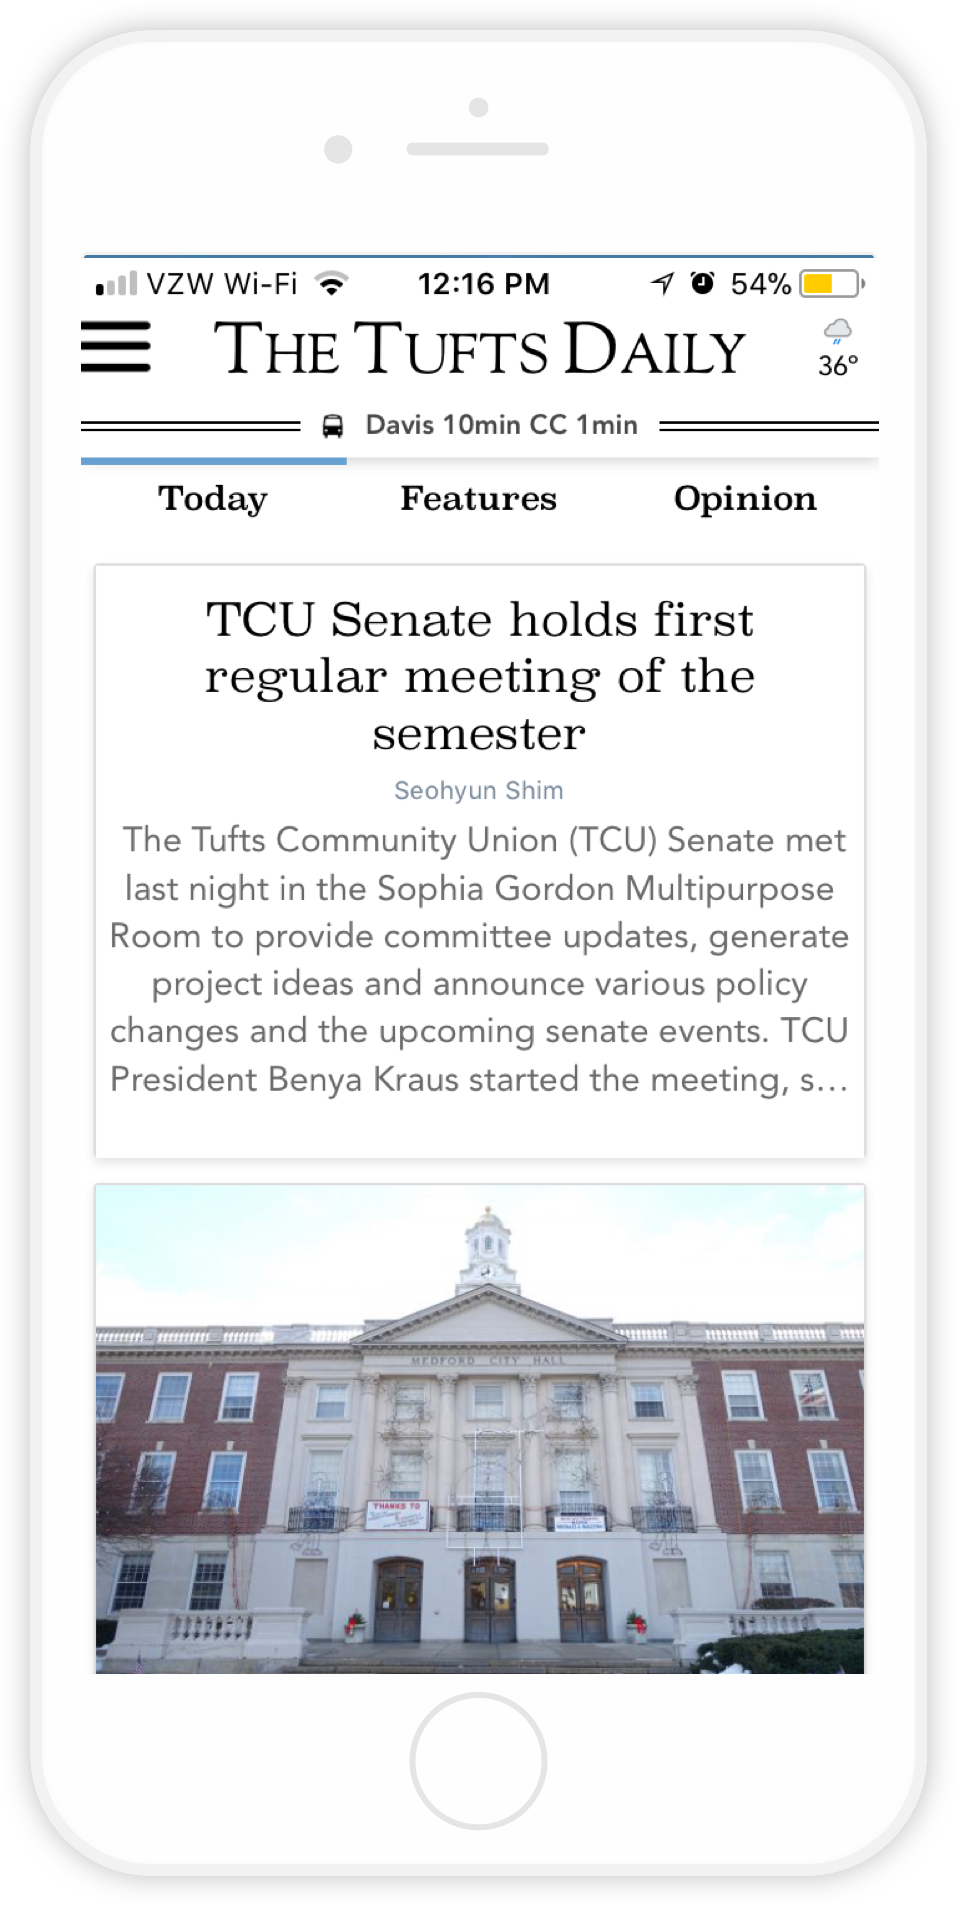 VZW Wi-Fi 12:16 PM 54%
THE TUFTS DAILY
36°
Davis 10min CC 1min
Today Features Opinion
TCU Senate holds first
regular meeting of the
semester
Seohyun Shim
The Tufts Community Union (TCU) Senate met
last night in the Sophia Gordon Multipurpose
Room to provide committee updates, generate
project ideas and announce various policy
changes and the upcoming senate events. TCU
President Benya Kraus started the meeting, s...
MEDFORD CITY HALL
THANKS TO